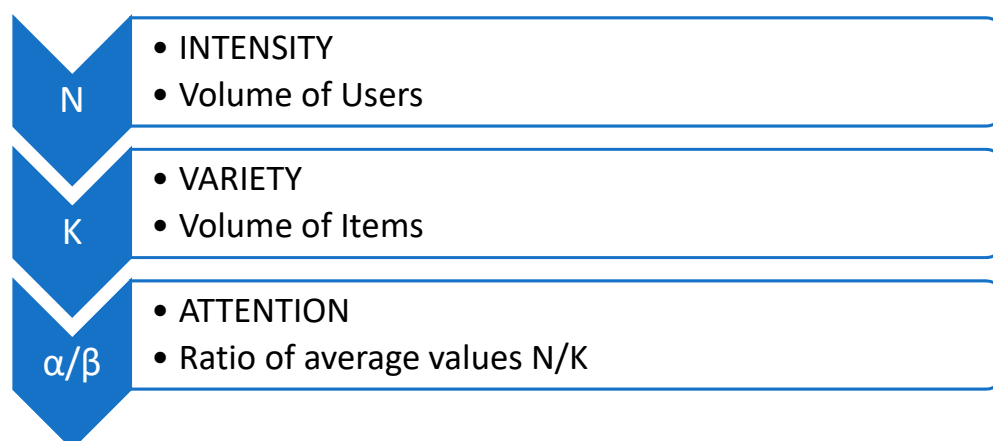 N
• INTENSITY
• Volume of Users
K
• VARIETY
• Volume of Items
α/β
• ATTENTION
• Ratio of average values N/K